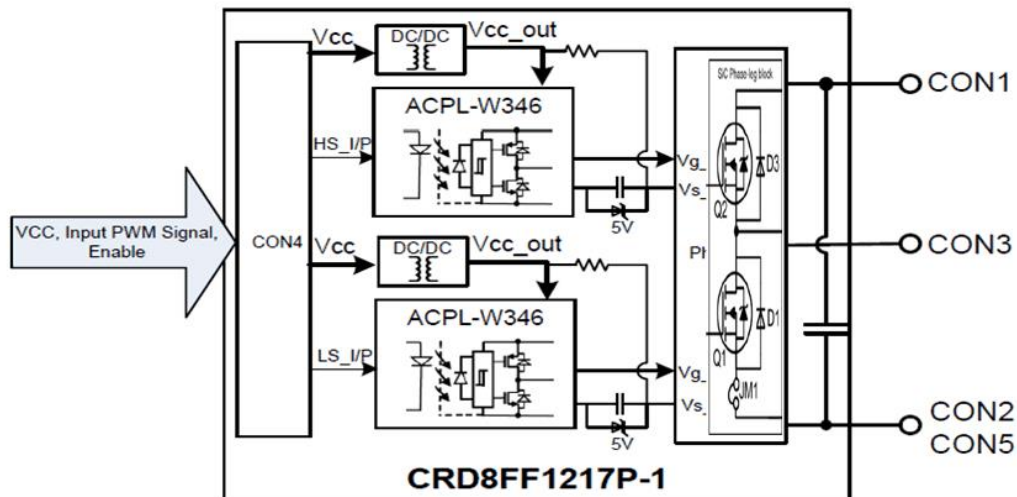 Vcc
DC/DC
Vcc_out
ACPL-W346
HS_I/P
SiC Phase-leg block
CON1
D3
Vg_
Vs_
Q2
5V
VCC, Input PWM Signal,
Enable
CON4
CON3
Vcc
DC/DC
Vcc_out
ACPL-W346
LS_I/P
D1
Q1
Vg_
JM1
Vs_
5V
CON2
CON5
CRD8FF1217P-1